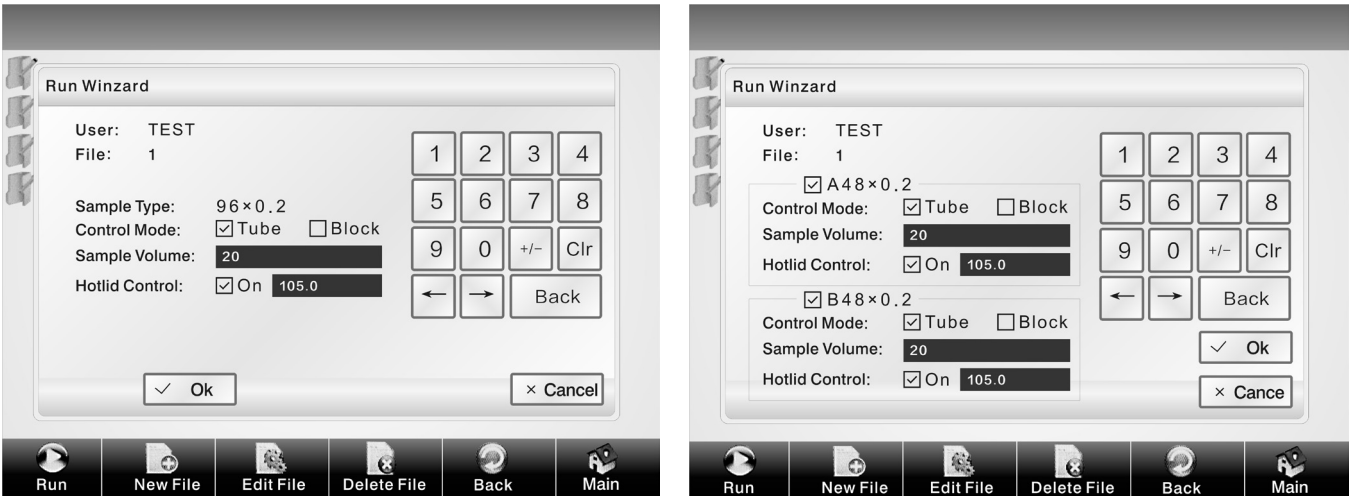 Run Winzard
User: TEST
File: 1
Sample Type: 96×0.2
Control Mode: Tube Block
Sample Volume: 20
Hotlid Control: On 105.0
1 2 3 4
5 6 7 8
9 0 +/− Clr
← → Back
Ok
× Cancel
Run New File Edit File Delete File Back Main
Run Winzard
User: TEST
File: 1
A48×0.2
Control Mode: Tube Block
Sample Volume: 20
Hotlid Control: On 105.0
B48×0.2
Control Mode: Tube Block
Sample Volume: 20
Hotlid Control: On 105.0
1 2 3 4
5 6 7 8
9 0 +/− Clr
← → Back
Ok
× Cance
Run New File Edit File Delete File Back Main